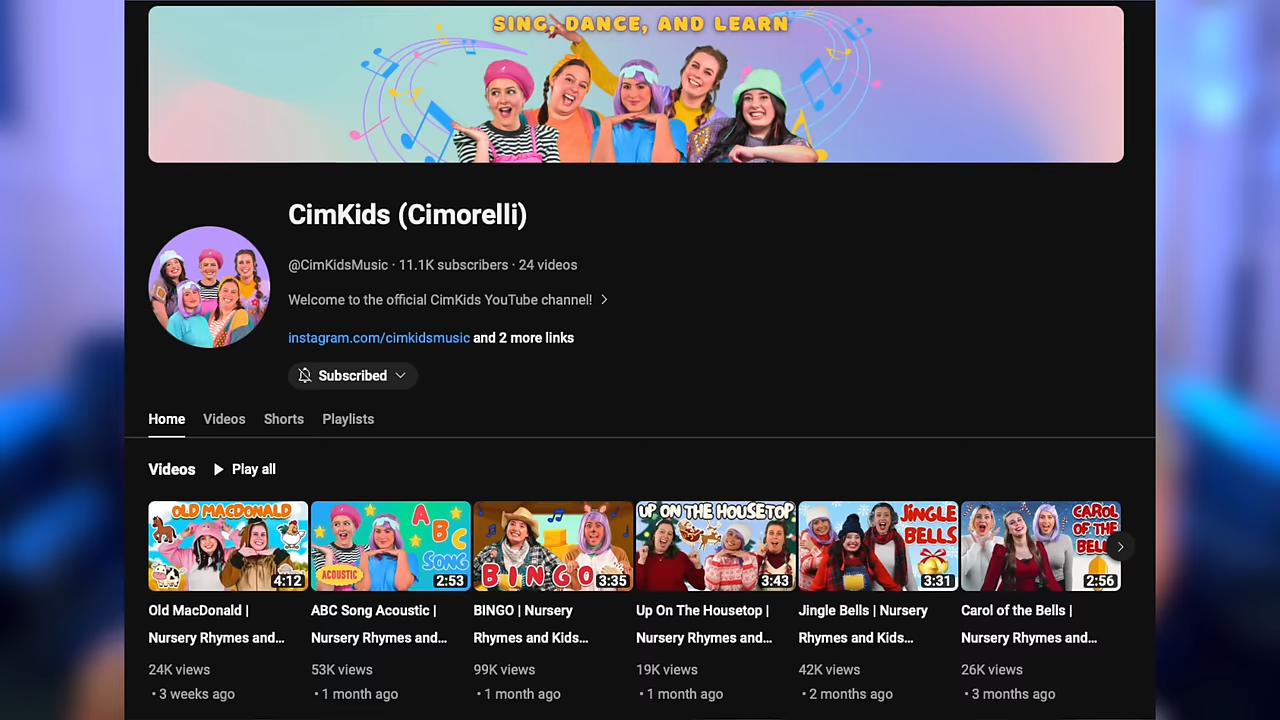 SING, DANCE, AND LEARN
CimKids (Cimorelli)
@CimKidsMusic · 11.1K subscribers · 24 videos
Welcome to the official CimKids YouTube channel!
instagram.com/cimkidsmusic and 2 more links
Subscribed
Home Videos Shorts Playlists
Videos Play all
OLD MACDONALD
4:12
ABC SONG
ACOUSTIC
2:53
BINGO
3:35
UP ON THE HOUSETOP
3:43
JINGLE BELLS
3:31
CAROL OF THE BELL
2:56
Old MacDonald |
Nursery Rhymes and...
24K views
• 3 weeks ago
ABC Song Acoustic |
Nursery Rhymes and...
53K views
• 1 month ago
BINGO | Nursery
Rhymes and Kids...
99K views
• 1 month ago
Up On The Housetop |
Nursery Rhymes and...
19K views
• 1 month ago
Jingle Bells | Nursery
Rhymes and Kids...
42K views
• 2 months ago
Carol of the Bells |
Nursery Rhymes and...
26K views
• 3 months ago